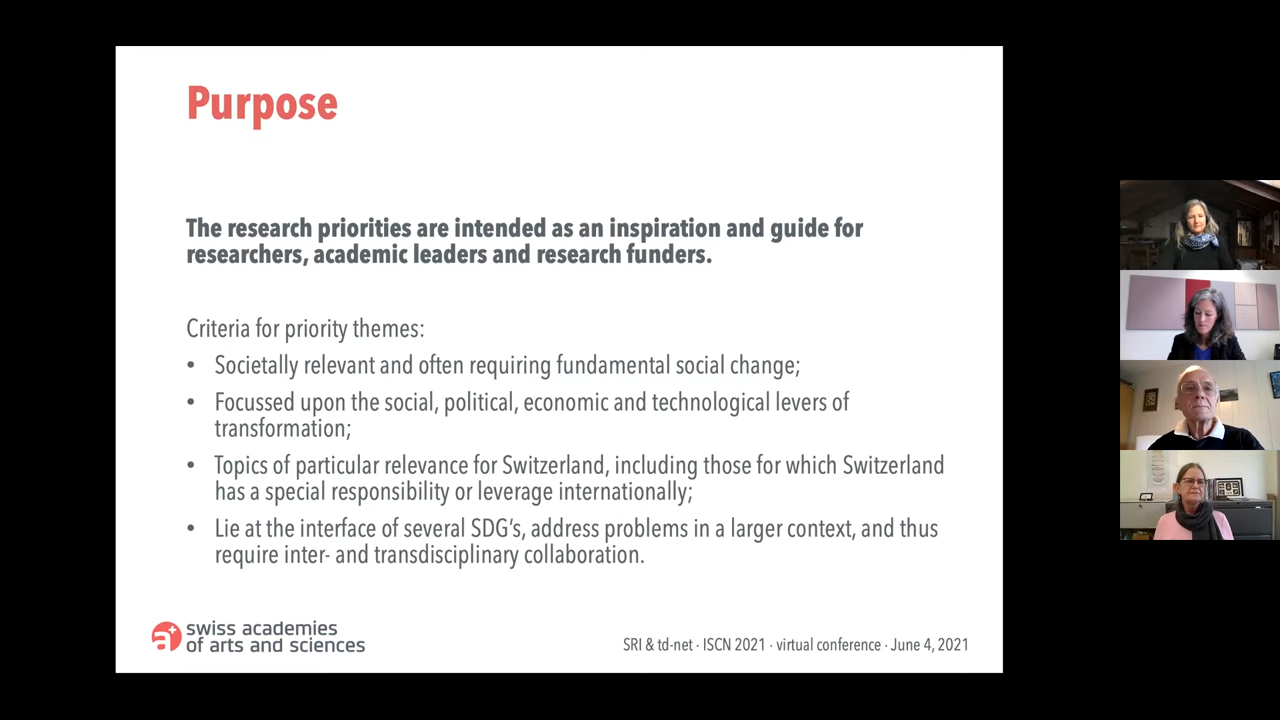 Purpose
The research priorities are intended as an inspiration and guide for
researchers, academic leaders and research funders.
Criteria for priority themes:
• Societally relevant and often requiring fundamental social change;
• Focussed upon the social, political, economic and technological levers of
transformation;
• Topics of particular relevance for Switzerland, including those for which Switzerland
has a special responsibility or leverage internationally;
• Lie at the interface of several SDG’s, address problems in a larger context, and thus
require inter- and transdisciplinary collaboration.
a+
swiss academies
of arts and sciences
SRI & td-net · ISCN 2021 · virtual conference · June 4, 2021